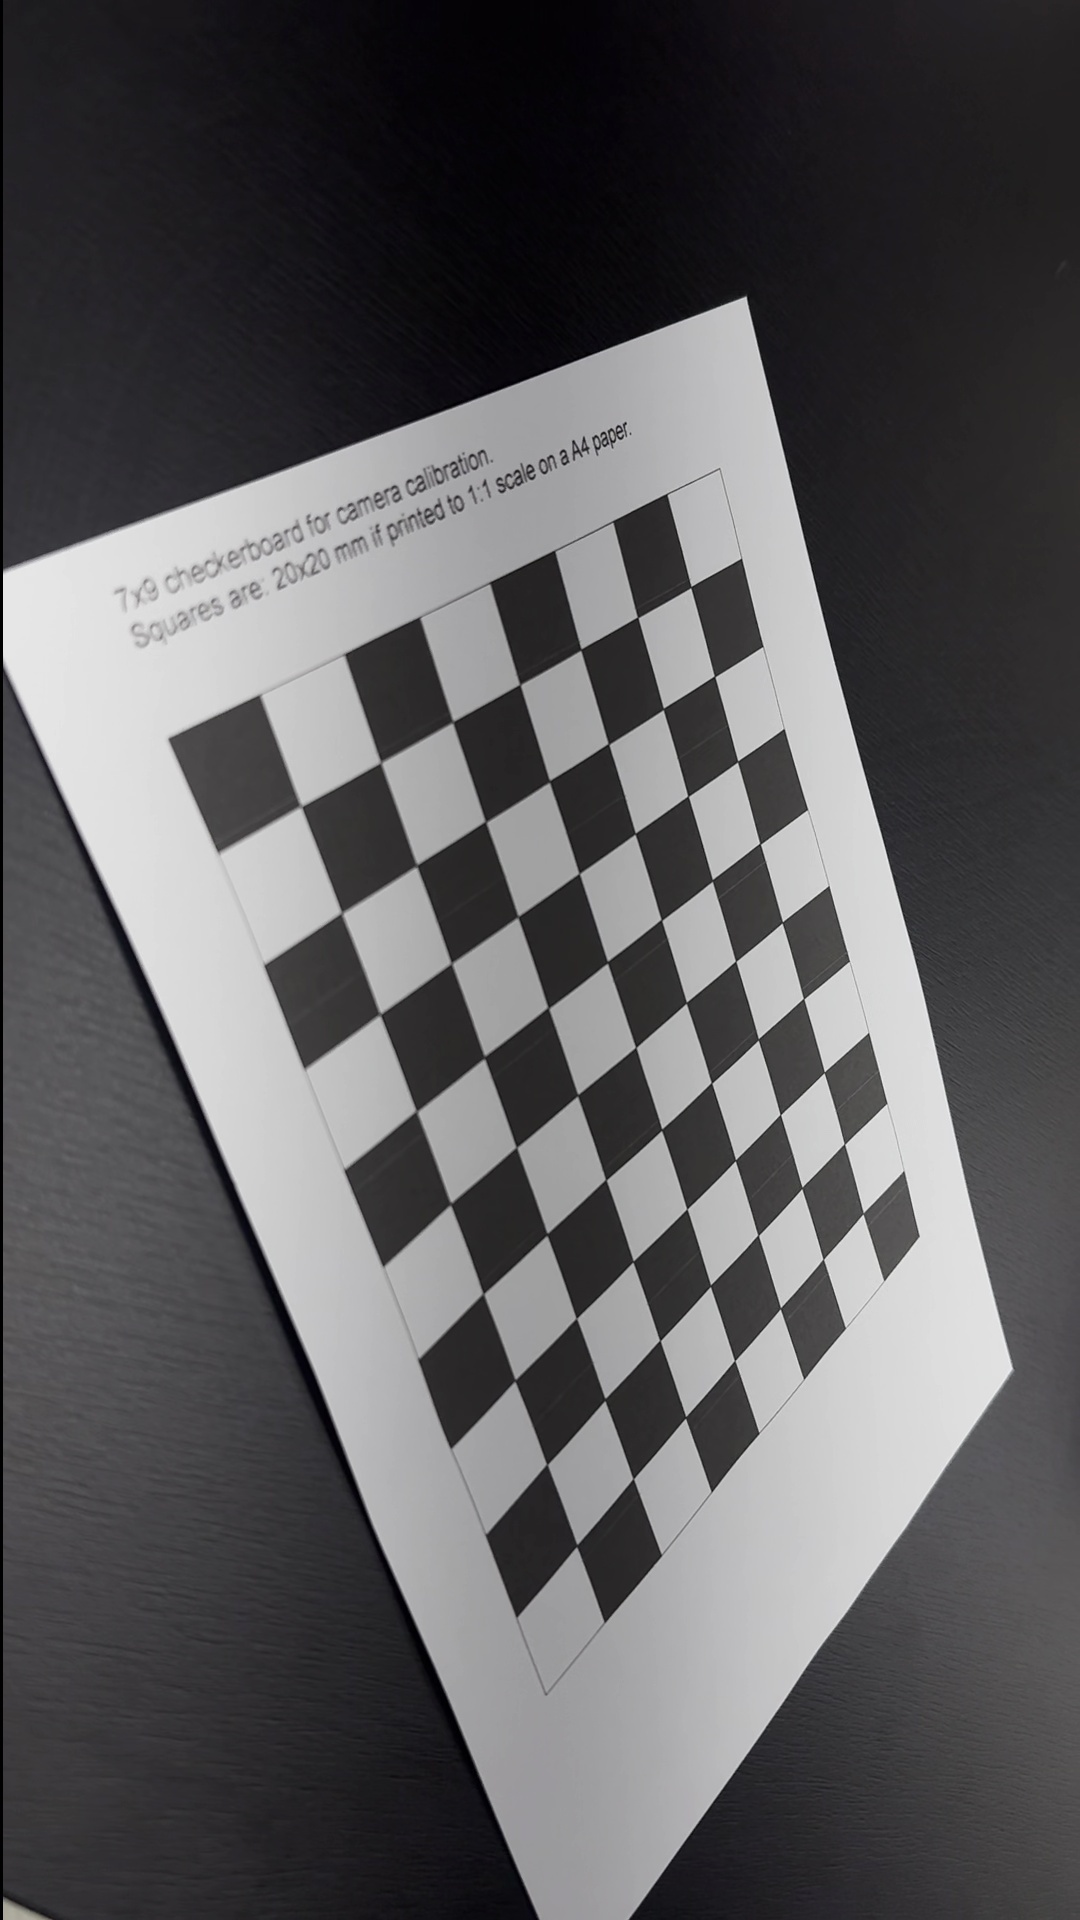 7x9 checkerboard for camera calibration.
Squares are: 20x20 mm if printed to 1:1 scale on a A4 paper.